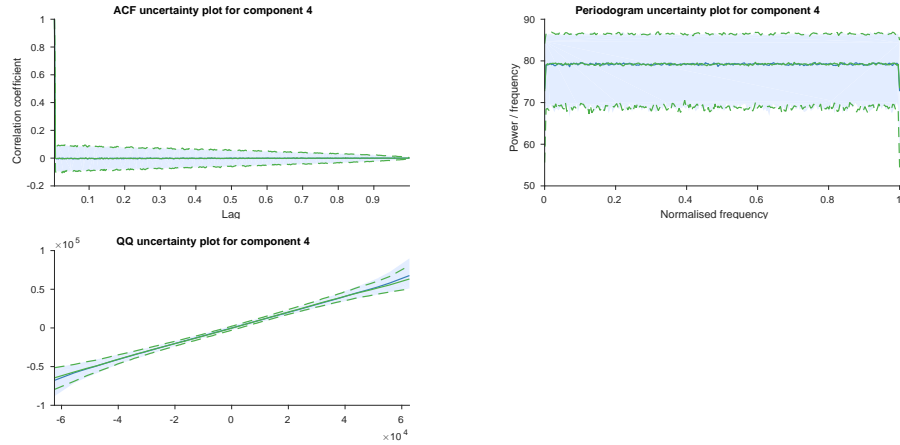 ACF uncertainty plot for component 4
1
0.8
0.6
0.4
0.2
0
-0.2
Correlation coefficient
0.1 0.2 0.3 0.4 0.5 0.6 0.7 0.8 0.9
Lag
Periodogram uncertainty plot for component 4
90
80
70
60
50
Power / frequency
0 0.2 0.4 0.6 0.8 1
Normalised frequency
×10⁵ QQ uncertainty plot for component 4
1
0.5
0
-0.5
-1
-6 -4 -2 0 2 4 6
×10⁴